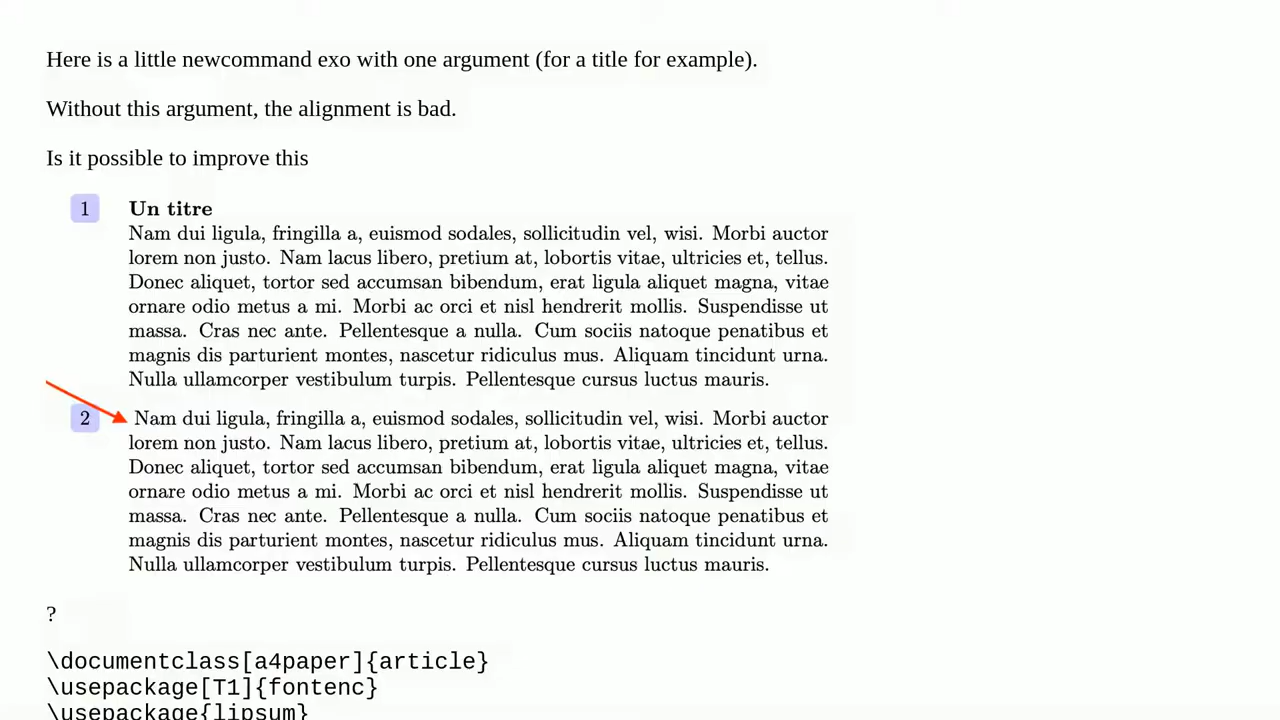 Here is a little newcommand exo with one argument (for a title for example).
Without this argument, the alignment is bad.
Is it possible to improve this
1 Un titre
Nam dui ligula, fringilla a, euismod sodales, sollicitudin vel, wisi. Morbi auctor
lorem non justo. Nam lacus libero, pretium at, lobortis vitae, ultricies et, tellus.
Donec aliquet, tortor sed accumsan bibendum, erat ligula aliquet magna, vitae
ornare odio metus a mi. Morbi ac orci et nisl hendrerit mollis. Suspendisse ut
massa. Cras nec ante. Pellentesque a nulla. Cum sociis natoque penatibus et
magnis dis parturient montes, nascetur ridiculus mus. Aliquam tincidunt urna.
Nulla ullamcorper vestibulum turpis. Pellentesque cursus luctus mauris.
2 Nam dui ligula, fringilla a, euismod sodales, sollicitudin vel, wisi. Morbi auctor
lorem non justo. Nam lacus libero, pretium at, lobortis vitae, ultricies et, tellus.
Donec aliquet, tortor sed accumsan bibendum, erat ligula aliquet magna, vitae
ornare odio metus a mi. Morbi ac orci et nisl hendrerit mollis. Suspendisse ut
massa. Cras nec ante. Pellentesque a nulla. Cum sociis natoque penatibus et
magnis dis parturient montes, nascetur ridiculus mus. Aliquam tincidunt urna.
Nulla ullamcorper vestibulum turpis. Pellentesque cursus luctus mauris.
?
\documentclass[a4paper]{article}
\usepackage[T1]{fontenc}
\usepackage{lipsum}